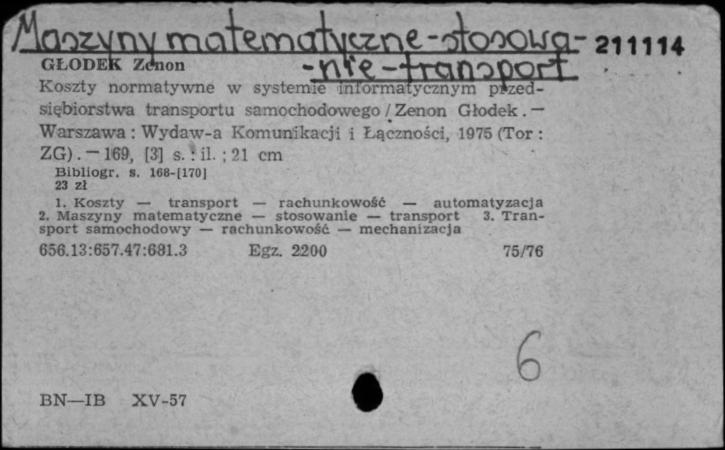 Maszyny matematyczne-stosowa- 211114
-nie-transport
GŁODEK Zenon
Koszty normatywne w systemie informatycznym przed-
siębiorstwa transportu samochodowego / Zenon Głodek. —
Warszawa : Wydaw-a Komunikacji i Łączności, 1975 (Tor :
ZG). — 169, [3] s. : il. ; 21 cm
Bibliogr. s. 168-[170]
23 zł
1. Koszty — transport — rachunkowość — automatyzacja
2. Maszyny matematyczne — stosowanie — transport 3. Tran-
sport samochodowy — rachunkowość — mechanizacja
656.13:657.47:681.3 Egz. 2200 75/76
6
BN—IB XV-57